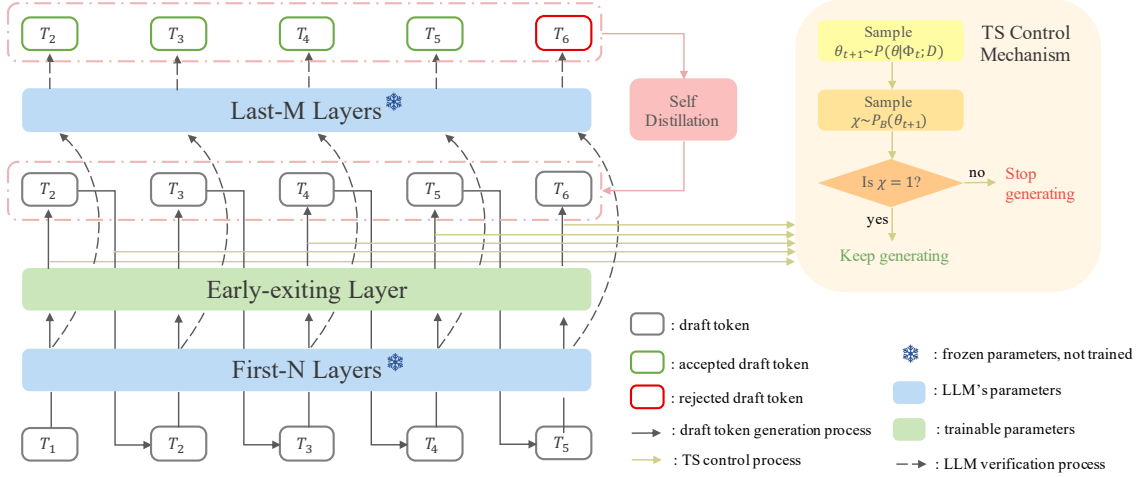 T₂ T₃ T₄ T₅ T₆
Last-M Layers
T₂ T₃ T₄ T₅ T₆
Early-exiting Layer
First-N Layers
T₁ T₂ T₃ T₄ T₅
Self
Distillation
TS Control
Mechanism
Sample
θₜ₊₁~P(θ|Φₜ; D)
Sample
χ~P_B(θₜ₊₁)
Is χ = 1?
no
Stop
generating
yes
Keep generating
: draft token
: accepted draft token
: rejected draft token
: draft token generation process
: TS control process
: frozen parameters, not trained
: LLM's parameters
: trainable parameters
: LLM verification process